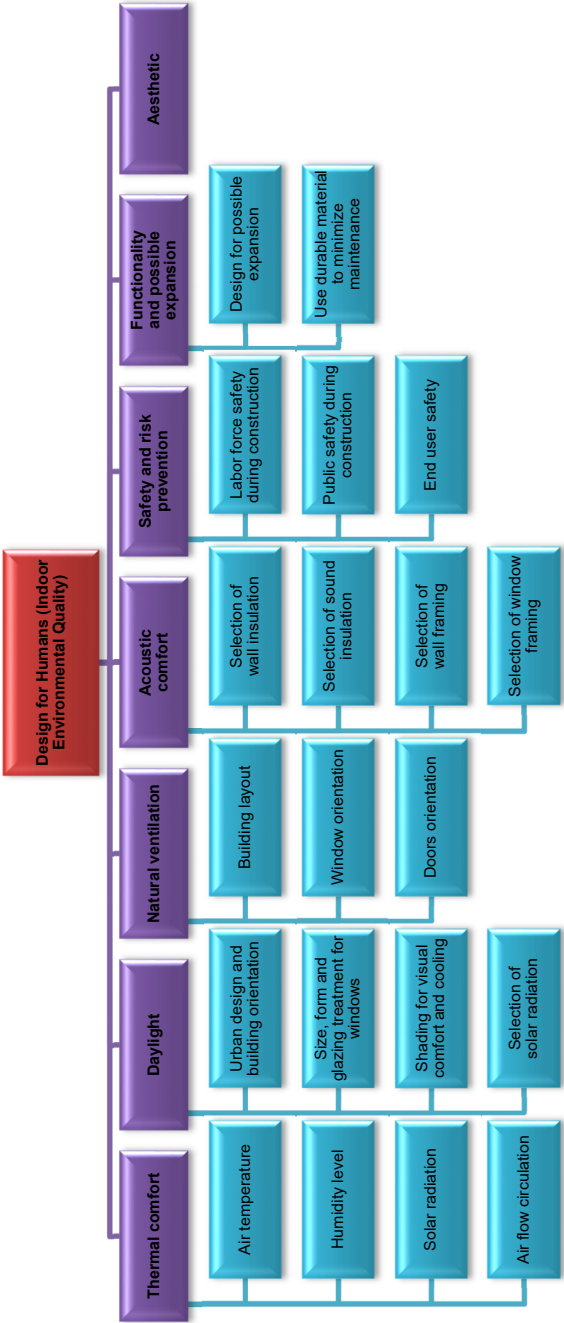 Design for Humans (Indoor
Environmental Quality)
Thermal comfort
Air temperature
Humidity level
Solar radiation
Air flow circulation
Daylight
Urban design and
building orientation
Size, form and
glazing treatment for
windows
Shading for visual
comfort and cooling
Selection of
solar radiation
Natural ventilation
Building layout
Window orientation
Doors orientation
Acoustic
comfort
Selection of
wall insulation
Selection of sound
insulation
Selection of
wall framing
Selection of window
framing
Safety and risk
prevention
Labor force safety
during construction
Public safety during
construction
End user safety
Functionality
and possible
expansion
Design for possible
expansion
Use durable material
to minimize
maintenance
Aesthetic